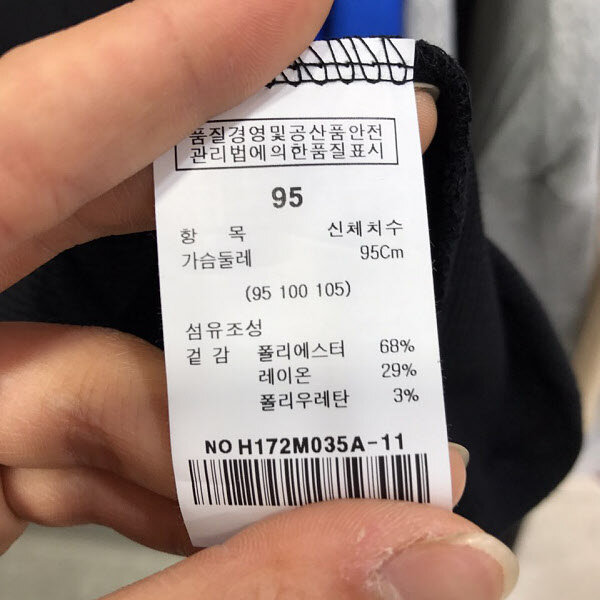 품질경영및공산품안전
관리법에의한품질표시
95
항 목 신체치수
가슴둘레 95Cm
(95 100 105)
섬유조성
겉 감 폴리에스터 68%
레이온 29%
폴리우레탄 3%
NO H172M035A-11